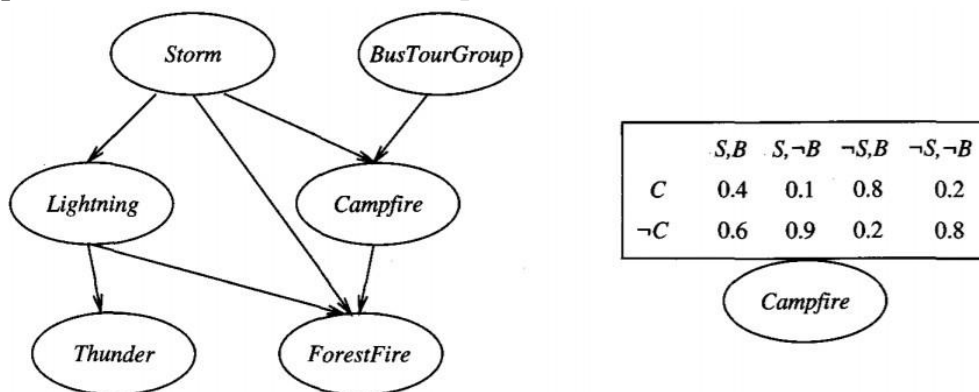 Storm
BusTourGroup
Lightning
Campfire
Thunder
ForestFire
S,B S,¬B ¬S,B ¬S,¬B
C 0.4 0.1 0.8 0.2
¬C 0.6 0.9 0.2 0.8
Campfire